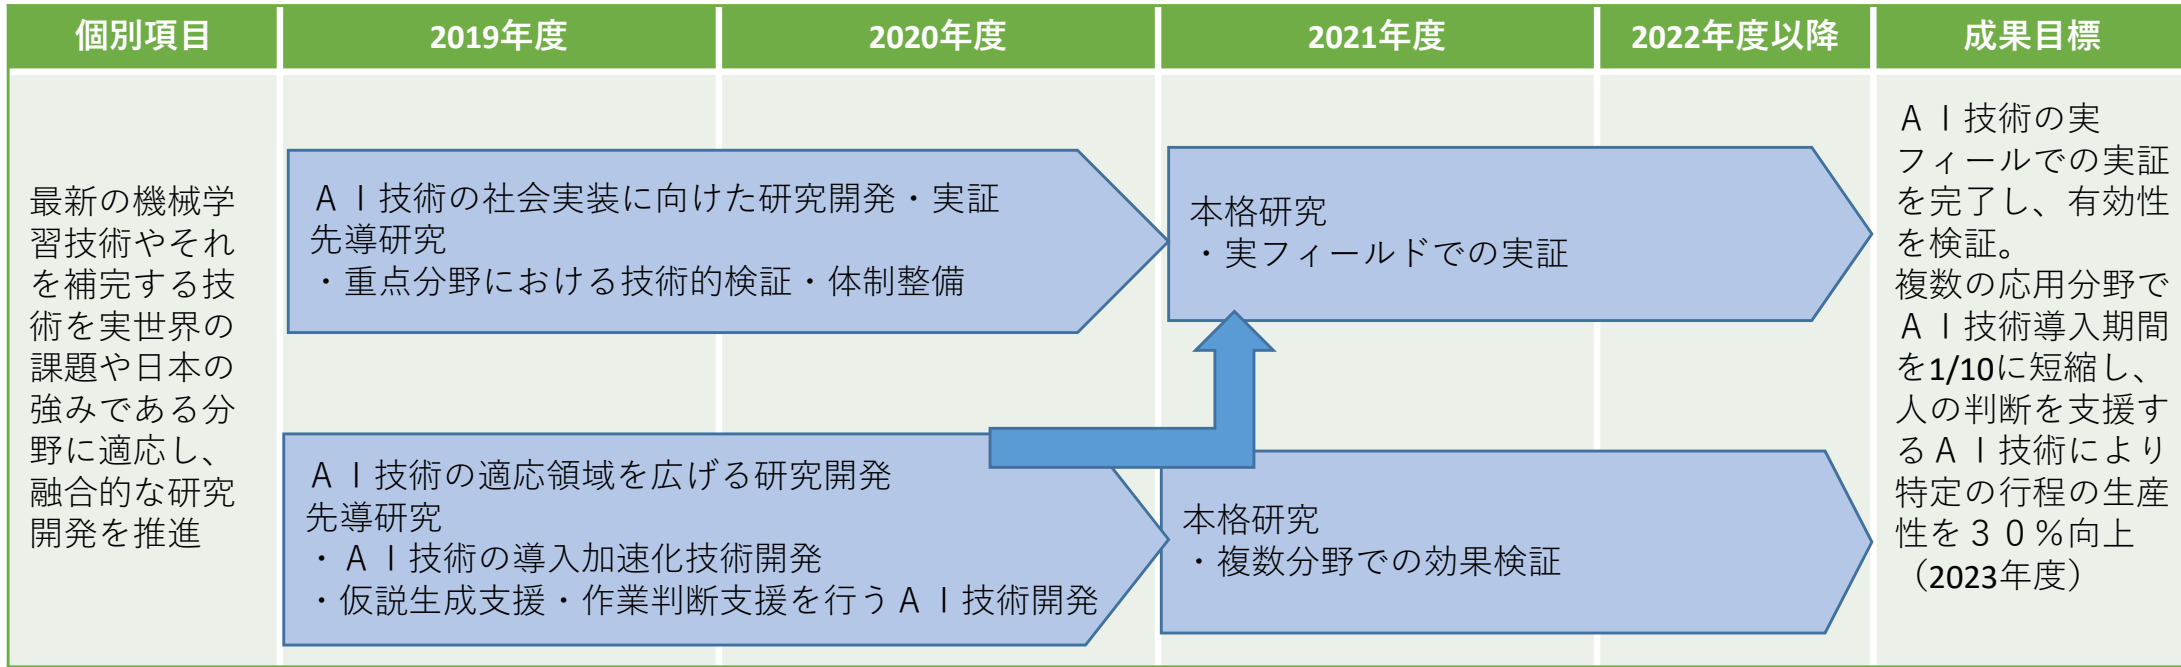 個別項目
2019年度
2020年度
2021年度
2022年度以降
成果目標
最新の機械学
習技術やそれ
を補完する技
術を実世界の
課題や日本の
強みである分
野に適応し、
融合的な研究
開発を推進
ＡＩ技術の社会実装に向けた研究開発・実証
先導研究
・重点分野における技術的検証・体制整備
本格研究
・実フィールドでの実証
ＡＩ技術の適応領域を広げる研究開発
先導研究
・ＡＩ技術の導入加速化技術開発
・仮説生成支援・作業判断支援を行うＡＩ技術開発
本格研究
・複数分野での効果検証
ＡＩ技術の実
フィールでの実証
を完了し、有効性
を検証。
複数の応用分野で
ＡＩ技術導入期間
を1/10に短縮し、
人の判断を支援す
るＡＩ技術により
特定の行程の生産
性を３０％向上
（2023年度）